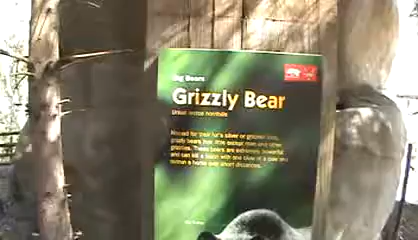 Big Bears
Grizzly Bear
Ursus arctos horribilis
Named for their fur's silver or grizzled tips,
grizzly bears fear little except man and other
grizzlies. These bears are extremely powerful
and can kill a bison with one blow of a paw and
outrun a horse over short distances.